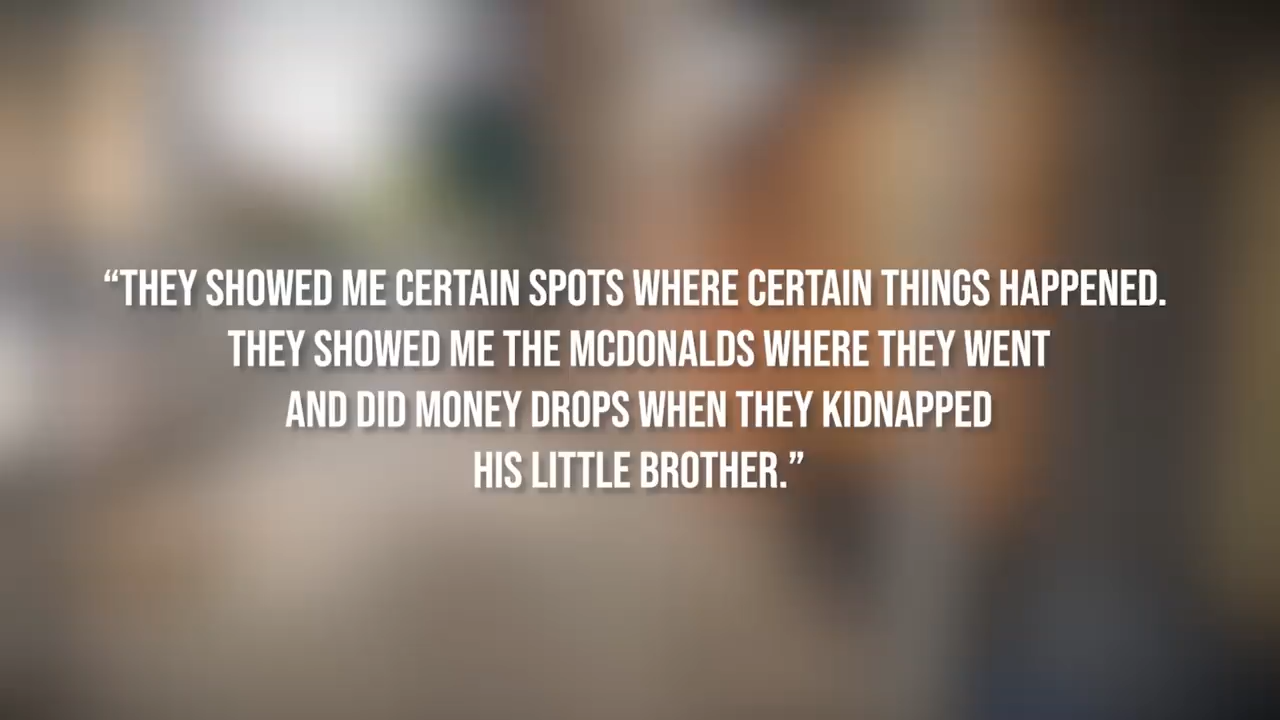 “THEY SHOWED ME CERTAIN SPOTS WHERE CERTAIN THINGS HAPPENED.
THEY SHOWED ME THE MCDONALDS WHERE THEY WENT
AND DID MONEY DROPS WHEN THEY KIDNAPPED
HIS LITTLE BROTHER.”